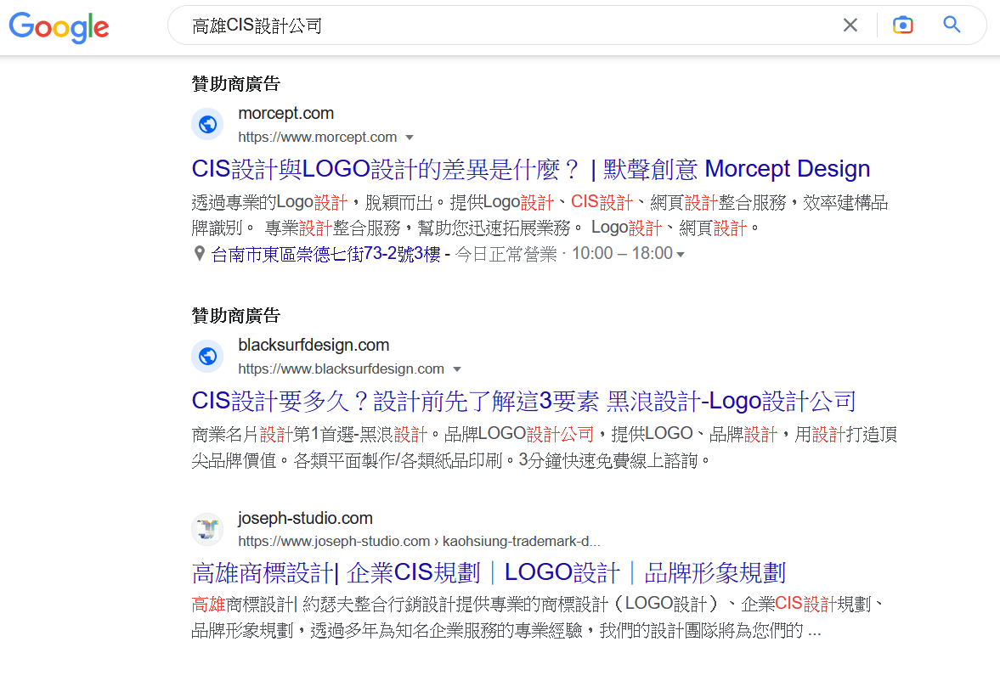 Google
高雄CIS設計公司
贊助商廣告
morcept.com
https://www.morcept.com
CIS設計與LOGO設計的差異是什麼？ | 默聲創意 Morcept Design
透過專業的Logo設計，脫穎而出。提供Logo設計、CIS設計、網頁設計整合服務，效率建構品
牌識別。 專業設計整合服務，幫助您迅速拓展業務。 Logo設計、網頁設計。
台南市東區崇德七街73-2號3樓 - 今日正常營業 · 10:00 – 18:00
贊助商廣告
blacksurfdesign.com
https://www.blacksurfdesign.com
CIS設計要多久？設計前先了解這3要素 黑浪設計-Logo設計公司
商業名片設計第1首選-黑浪設計。品牌LOGO設計公司，提供LOGO、品牌設計，用設計打造頂
尖品牌價值。各類平面製作/各類紙品印刷。3分鐘快速免費線上諮詢。
joseph-studio.com
https://www.joseph-studio.com › kaohsiung-trademark-d...
高雄商標設計| 企業CIS規劃｜LOGO設計｜品牌形象規劃
高雄商標設計| 約瑟夫整合行銷設計提供專業的商標設計（LOGO設計）、企業CIS設計規劃、
品牌形象規劃，透過多年為知名企業服務的專業經驗，我們的設計團隊將為您們的 ...